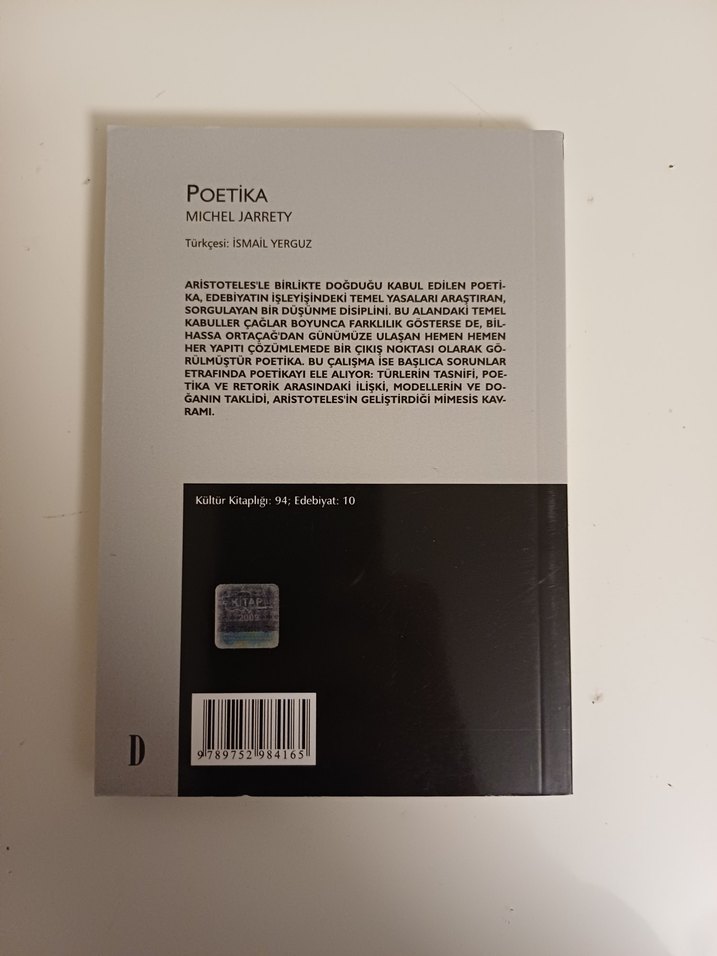 POETİKA
MICHEL JARRETY
Türkçesi: İSMAİL YERGUZ
ARİSTOTELES'LE BİRLİKTE DOĞDUĞU KABUL EDİLEN POETİ-
KA, EDEBİYATIN İŞLEYİŞİNDEKİ TEMEL YASALARI ARAŞTIRAN,
SORGULAYAN BİR DÜŞÜNME DİSİPLİNİ. BU ALANDAKİ TEMEL
KABULLER ÇAĞLAR BOYUNCA FARKLILIK GÖSTERSE DE, BİL-
HASSA ORTAÇAĞ'DAN GÜNÜMÜZE ULAŞAN HEMEN HEMEN
HER YAPITI ÇÖZÜMLEMEDE BİR ÇIKIŞ NOKTASI OLARAK GÖ-
RÜLMÜŞTÜR POETİKA. BU ÇALIŞMA İSE BAŞLICA SORUNLAR
ETRAFINDA POETİKAYI ELE ALIYOR: TÜRLERİN TASNİFİ, POE-
TİKA VE RETORİK ARASINDAKİ İLİŞKİ, MODELLERİN VE DO-
ĞANIN TAKLİDİ, ARİSTOTELES'İN GELİŞTİRDİĞİ MİMESİS KAV-
RAMI.
Kültür Kitaplığı: 94; Edebiyat: 10
KİTAP
2009
9 789752 984165
D